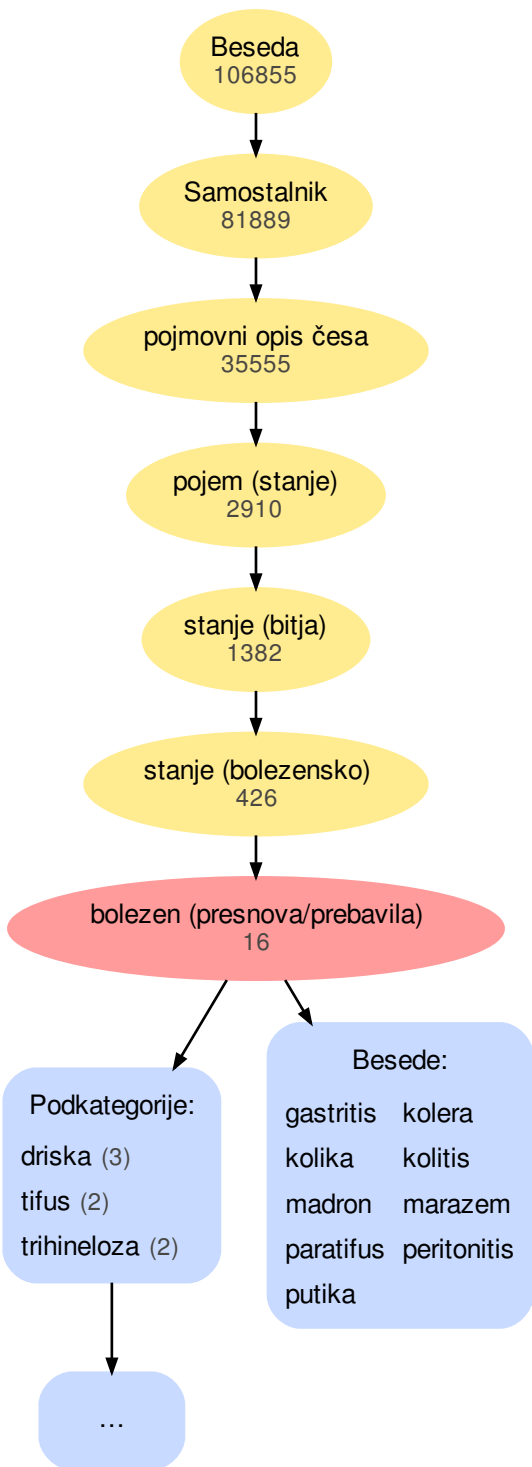 Beseda
106855
Samostalnik
81889
pojmovni opis česa
35555
pojem (stanje)
2910
stanje (bitja)
1382
stanje (bolezensko)
426
bolezen (presnova/prebavila)
16
Podkategorije:
driska (3)
tifus (2)
trihineloza (2)
...
Besede:
gastritis kolera
kolika kolitis
madron marazem
paratifus peritonitis
putika